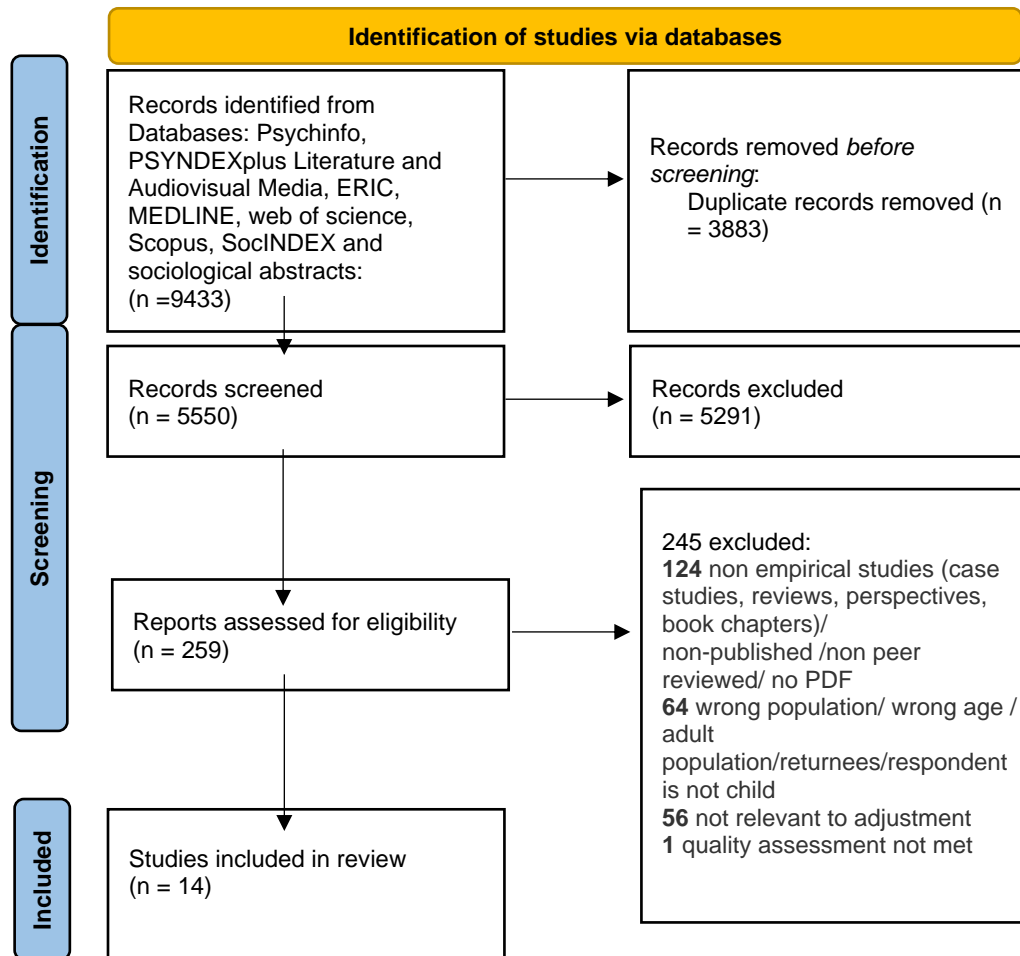 Identification of studies via databases
Identification
Records identified from
Databases: Psychinfo,
PSYNDEXplus Literature and
Audiovisual Media, ERIC,
MEDLINE, web of science,
Scopus, SocINDEX and
sociological abstracts:
(n =9433)
Records removed before
screening:
Duplicate records removed (n
= 3883)
Screening
Records screened
(n = 5550)
Records excluded
(n = 5291)
Reports assessed for eligibility
(n = 259)
245 excluded:
124 non empirical studies (case
studies, reviews, perspectives,
book chapters)/
non-published /non peer
reviewed/ no PDF
64 wrong population/ wrong age /
adult
population/returnees/respondent
is not child
56 not relevant to adjustment
1 quality assessment not met
Included
Studies included in review
(n = 14)